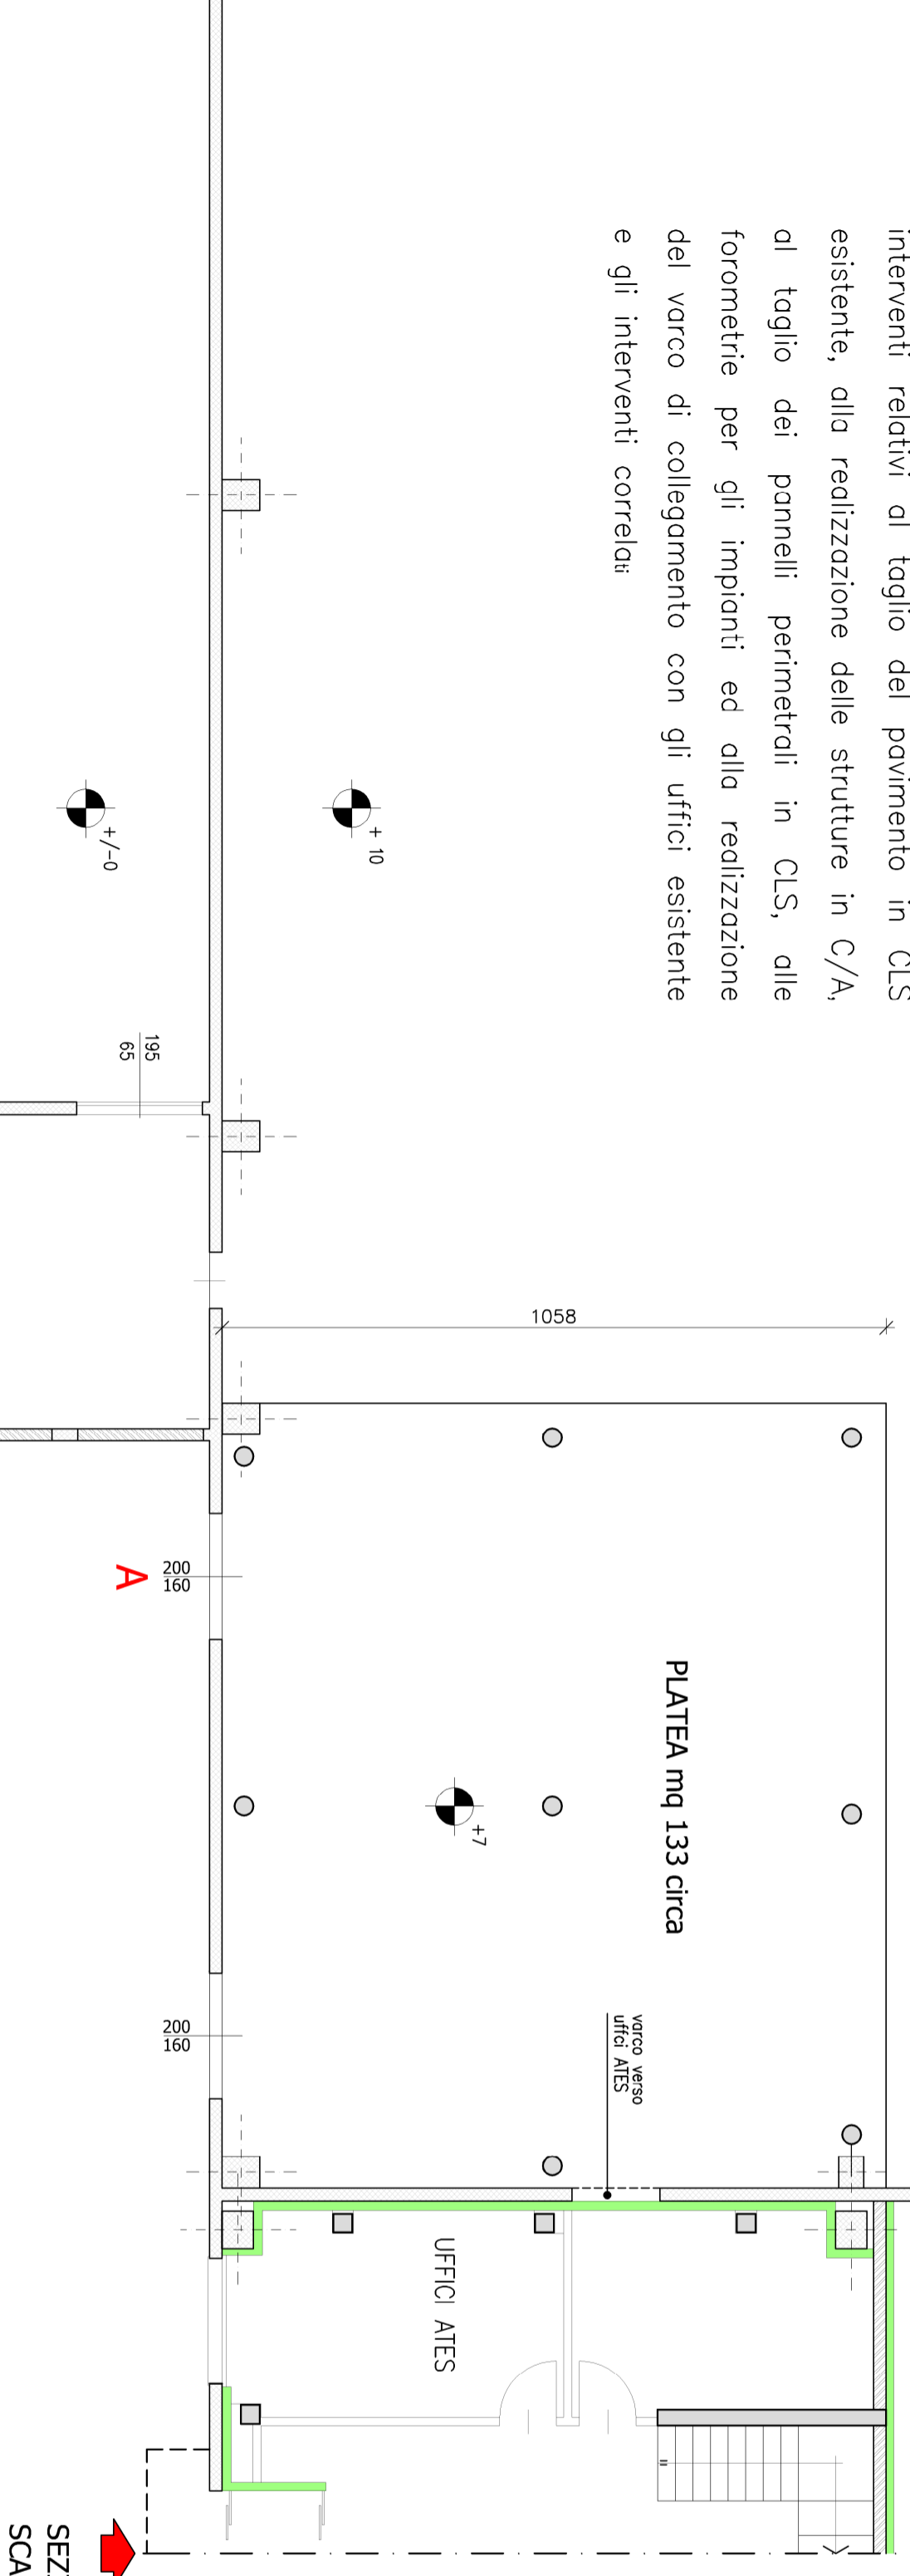 interventi relativi al taglio del pavimento in CLS
esistente, alla realizzazione delle strutture in C/A,
al taglio dei pannelli perimetrali in CLS, alle
forometrie per gli impianti ed alla realizzazione
del varco di collegamento con gli uffici esistente
e gli interventi correlati
+ 10
+/-0
195
65
1058
200
160
A
PLATEA mq 133 circa
+7
200
160
varco verso
uffci ATES
UFFICI ATES
SEZ
SCA